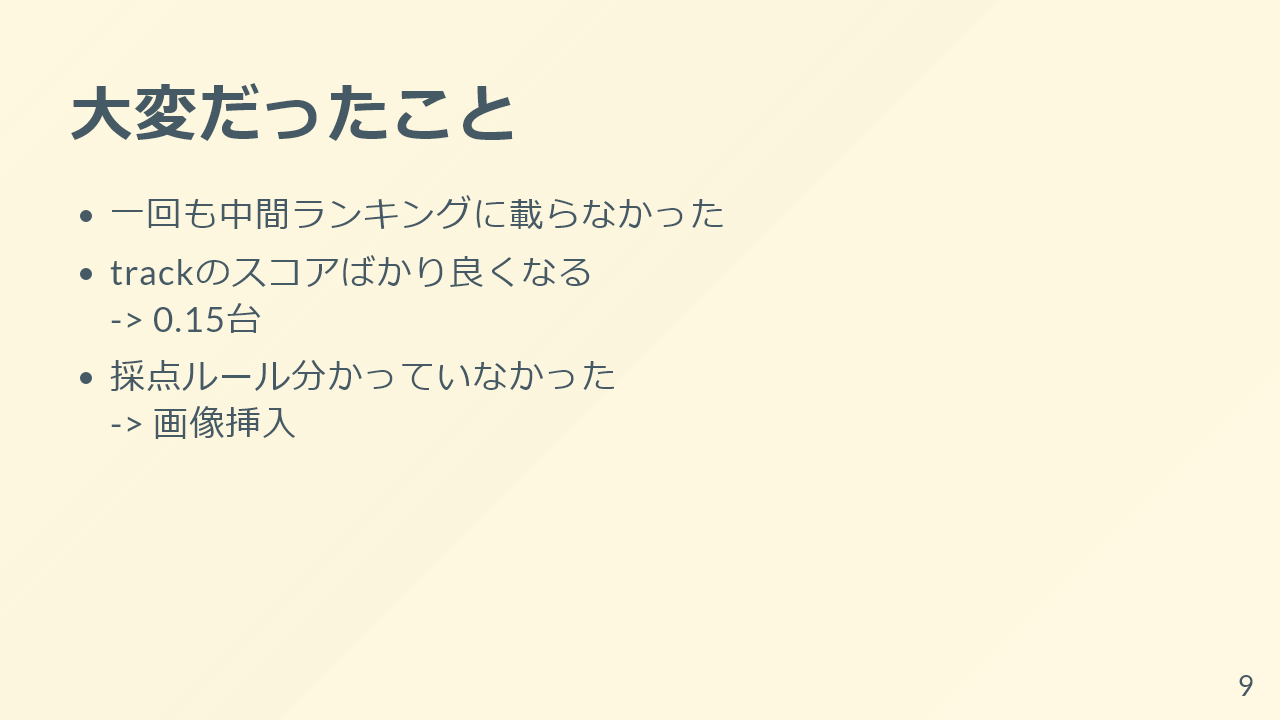 大変だったこと
• 一回も中間ランキングに載らなかった
• trackのスコアばかり良くなる
-> 0.15台
• 採点ルール分かっていなかった
-> 画像挿入
9